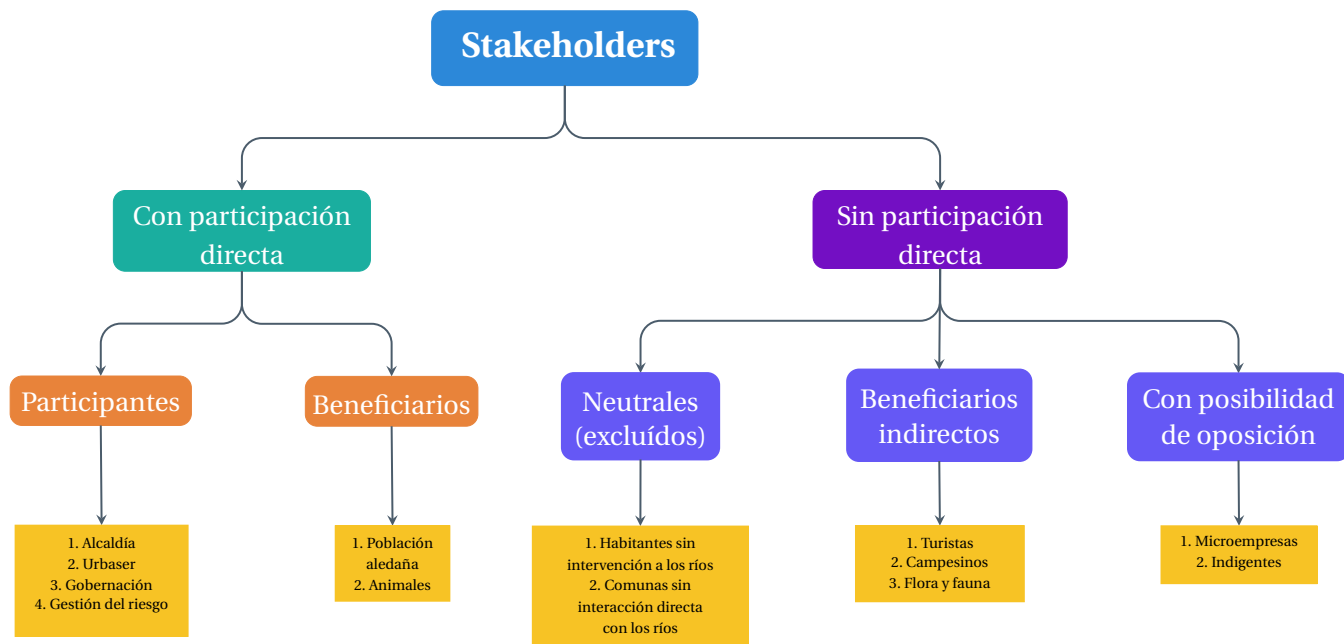 Stakeholders
Con participación
directa
Sin participación
directa
Participantes
Beneficiarios
Neutrales
(excluídos)
Beneficiarios
indirectos
Con posibilidad
de oposición
1. Alcaldía
2. Urbaser
3. Gobernación
4. Gestión del riesgo
1. Población
aledaña
2. Animales
1. Habitantes sin
intervención a los ríos
2. Comunas sin
interacción directa
con los ríos
1. Turistas
2. Campesinos
3. Flora y fauna
1. Microempresas
2. Indigentes